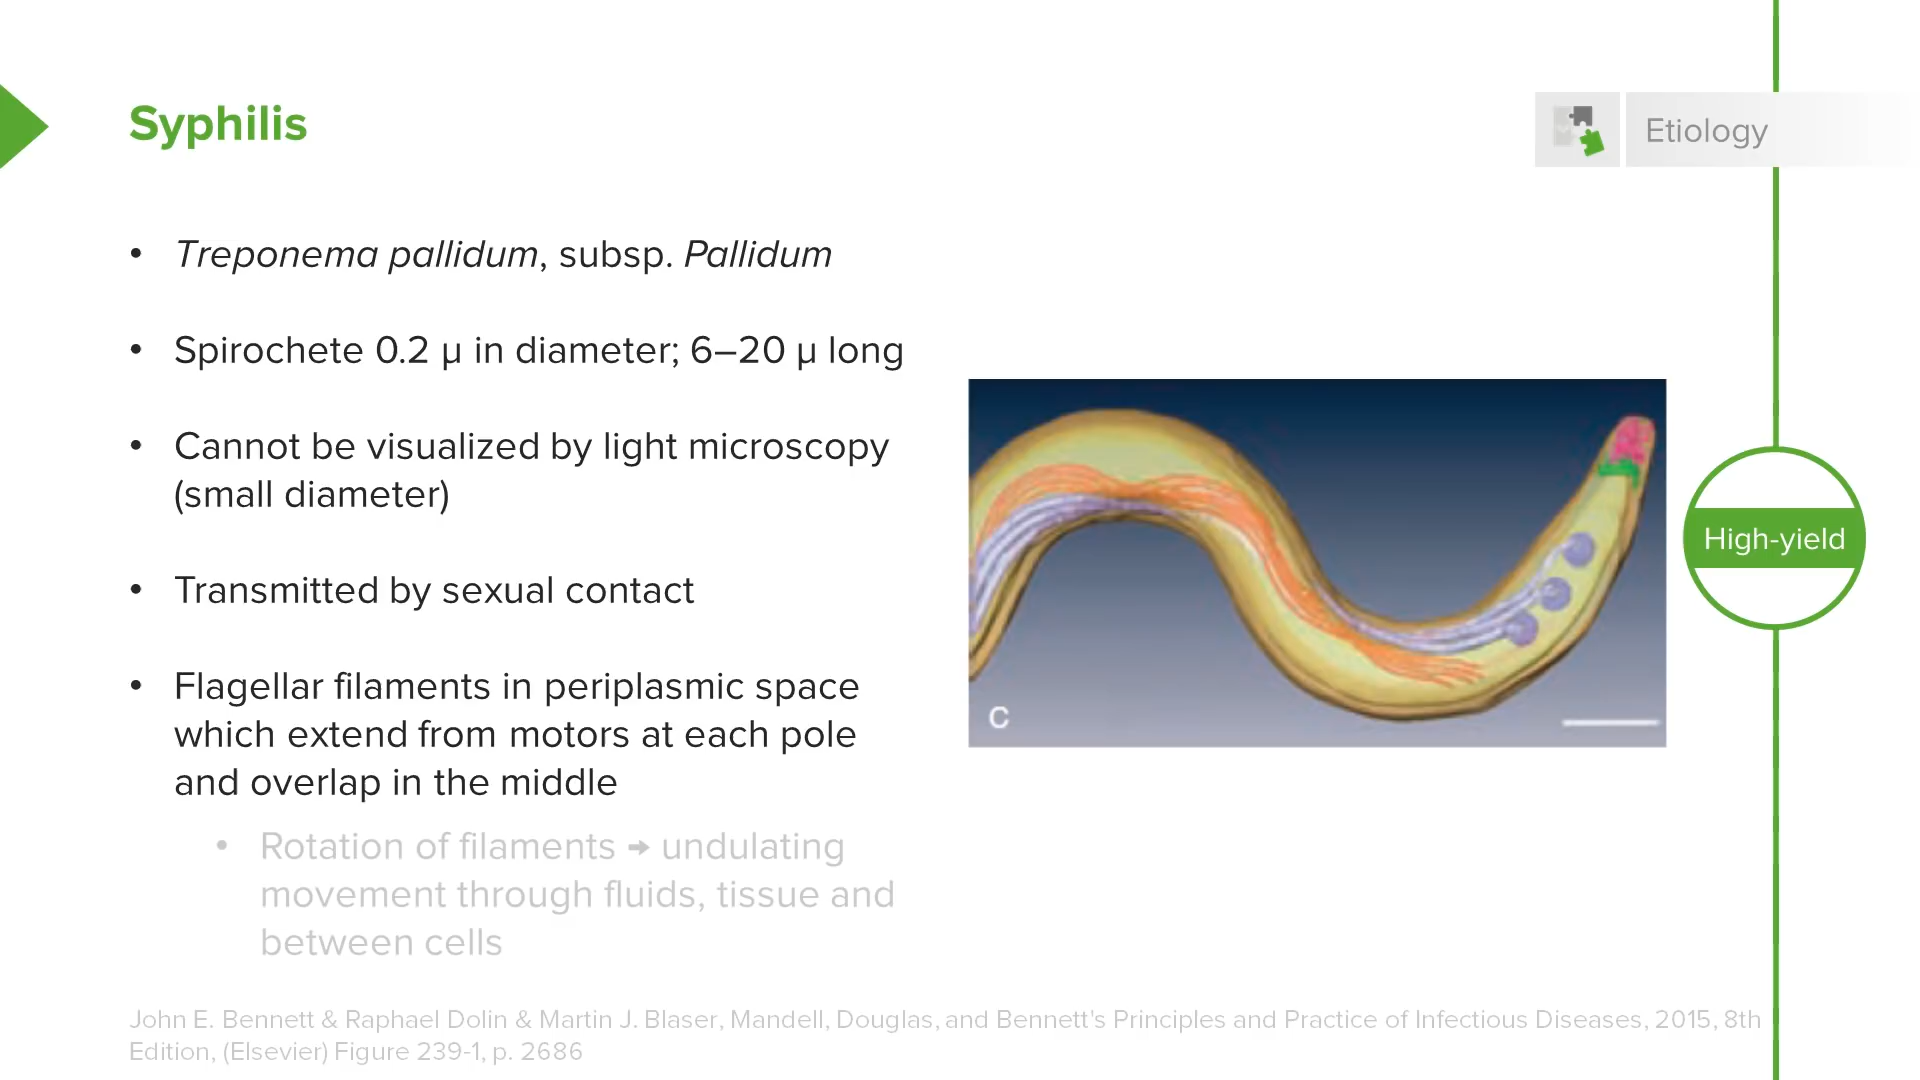 Syphilis
Etiology
• Treponema pallidum, subsp. Pallidum
• Spirochete 0.2 µ in diameter; 6–20 µ long
• Cannot be visualized by light microscopy
(small diameter)
• Transmitted by sexual contact
• Flagellar filaments in periplasmic space
which extend from motors at each pole
and overlap in the middle
• Rotation of filaments → undulating
movement through fluids, tissue and
between cells
C
High-yield
John E. Bennett & Raphael Dolin & Martin J. Blaser, Mandell, Douglas, and Bennett's Principles and Practice of Infectious Diseases, 2015, 8th
Edition, (Elsevier) Figure 239-1, p. 2686